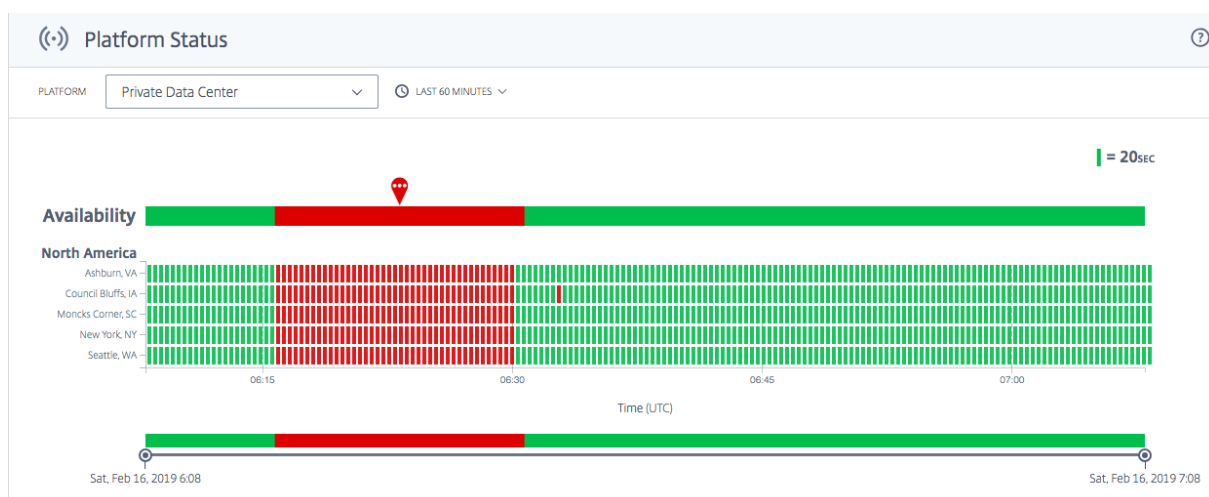 Platform Status
?
PLATFORM Private Data Center LAST 60 MINUTES
= 20SEC
Availability
North America
Ashburn, VA
Council Bluffs, IA
Moncks Corner, SC
New York, NY
Seattle, WA
06:15 06:30 06:45 07:00
Time (UTC)
Sat, Feb 16, 2019 6:08 Sat, Feb 16, 2019 7:08